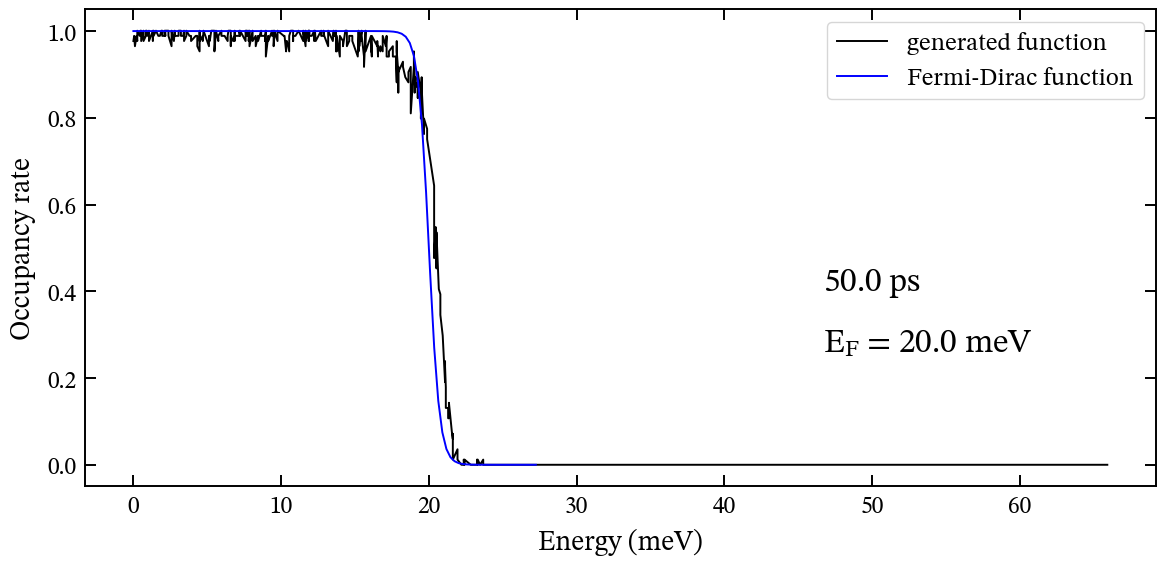 generated function
Fermi-Dirac function
1.0
0.8
0.6
0.4
0.2
0.0
Occupancy rate
50.0 ps
E_F = 20.0 meV
0 10 20 30 40 50 60
Energy (meV)